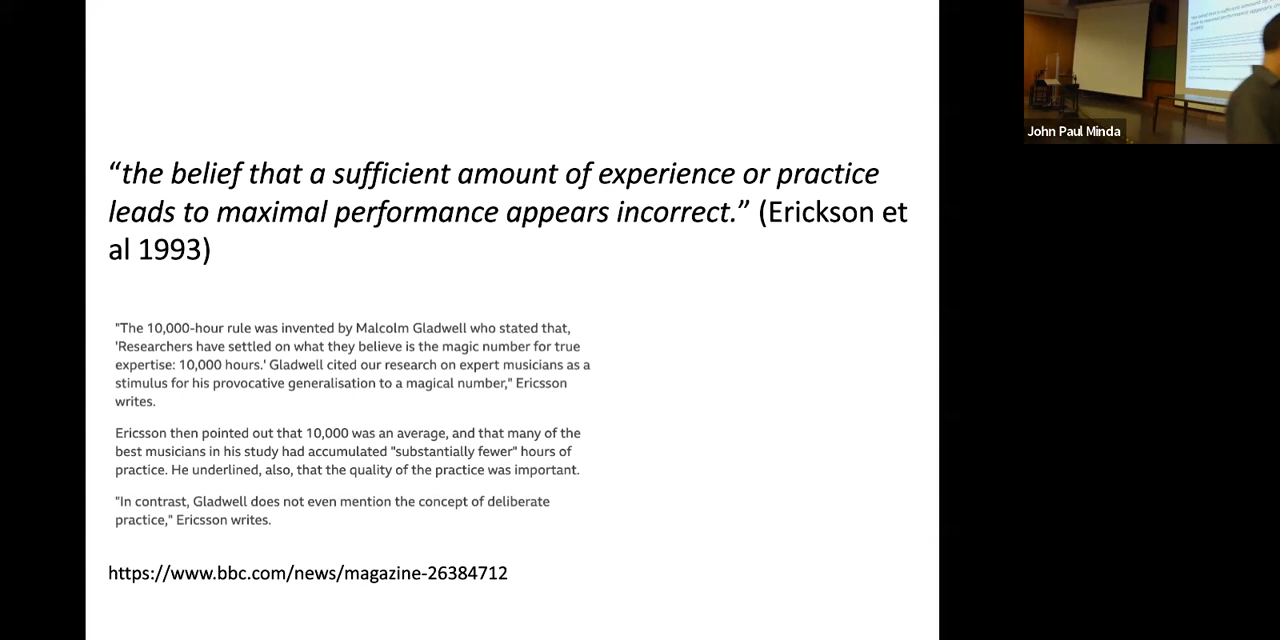 “the belief that a sufficient amount of experience or practice
leads to maximal performance appears incorrect.” (Erickson et
al 1993)
"The 10,000-hour rule was invented by Malcolm Gladwell who stated that,
'Researchers have settled on what they believe is the magic number for true
expertise: 10,000 hours.' Gladwell cited our research on expert musicians as a
stimulus for his provocative generalisation to a magical number," Ericsson
writes.
Ericsson then pointed out that 10,000 was an average, and that many of the
best musicians in his study had accumulated "substantially fewer" hours of
practice. He underlined, also, that the quality of the practice was important.
"In contrast, Gladwell does not even mention the concept of deliberate
practice," Ericsson writes.
https://www.bbc.com/news/magazine-26384712
John Paul Minda